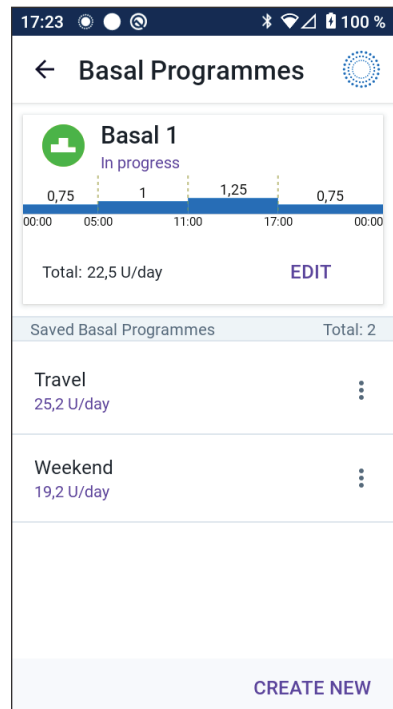 17:23 100 %
Basal Programmes
Basal 1
In progress
0,75 1 1,25 0,75
00:00 05:00 11:00 17:00 00:00
Total: 22,5 U/day EDIT
Saved Basal Programmes Total: 2
Travel
25,2 U/day
Weekend
19,2 U/day
CREATE NEW